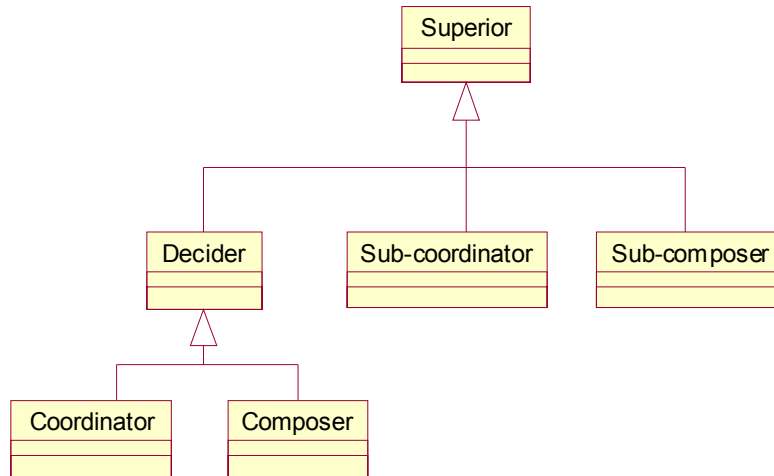 Superior
Decider
Sub-coordinator
Sub-composer
Coordinator
Composer